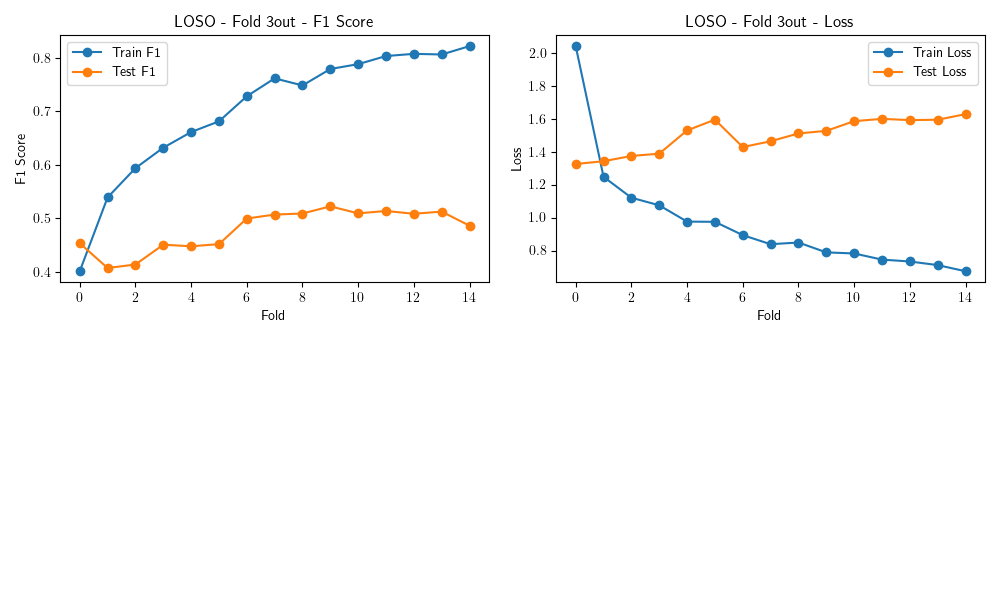 LOSO - Fold 3out - F1 Score
Train F1
Test F1
F1 Score
0.8
0.7
0.6
0.5
0.4
0 2 4 6 8 10 12 14
Fold
LOSO - Fold 3out - Loss
Train Loss
Test Loss
Loss
2.0
1.8
1.6
1.4
1.2
1.0
0.8
0 2 4 6 8 10 12 14
Fold